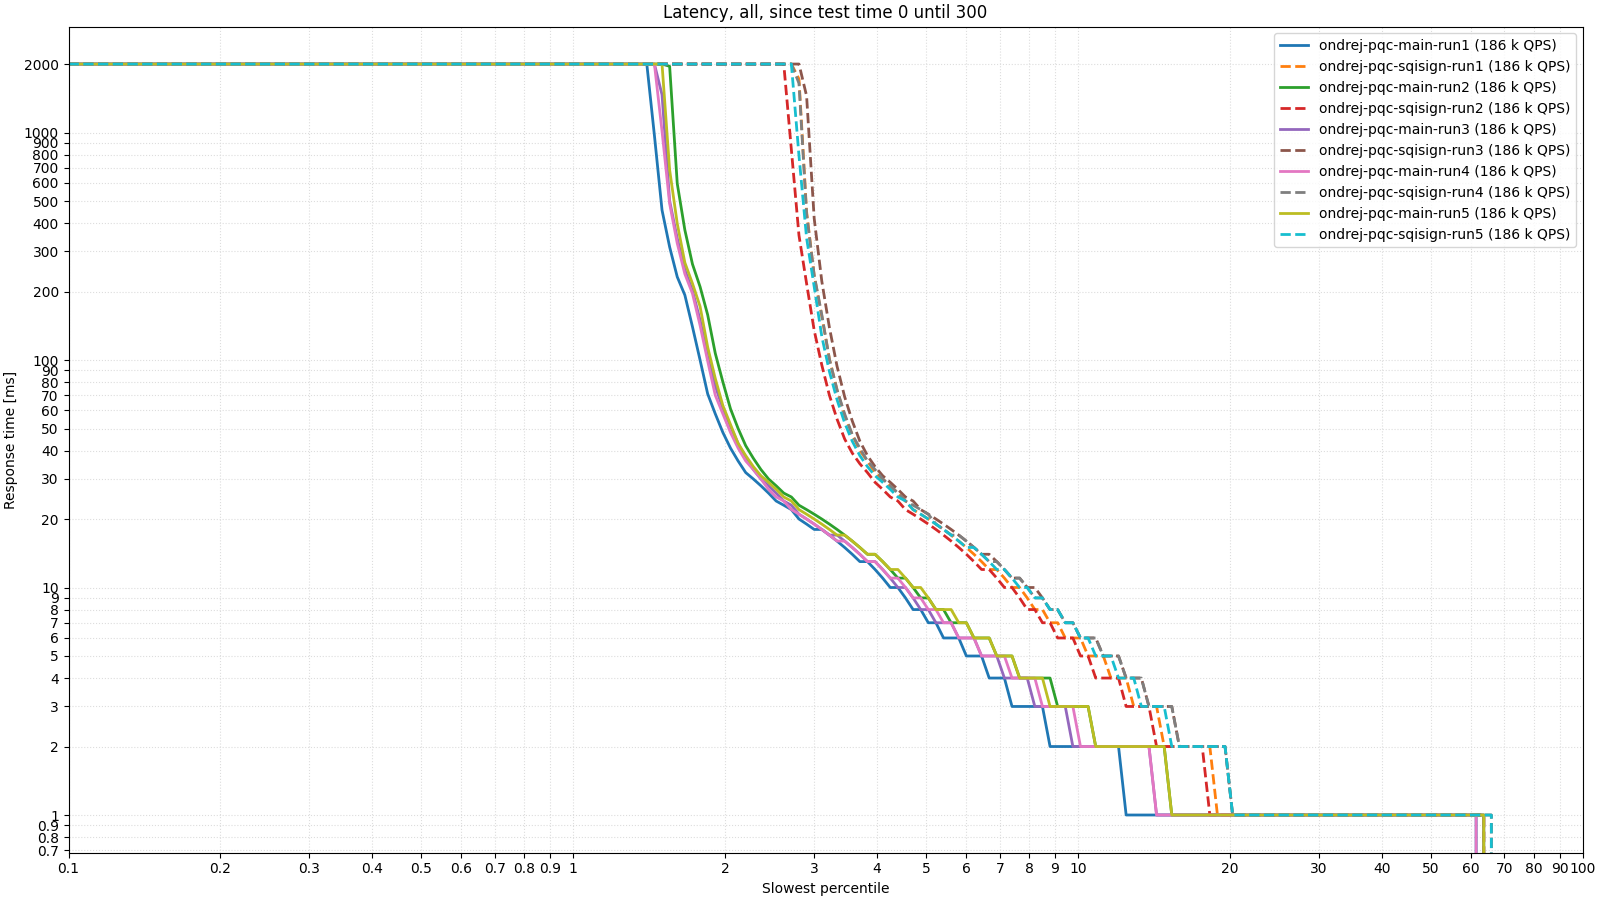 Latency, all, since test time 0 until 300
ondrej-pqc-main-run1 (186 k QPS)
ondrej-pqc-sqisign-run1 (186 k QPS)
ondrej-pqc-main-run2 (186 k QPS)
ondrej-pqc-sqisign-run2 (186 k QPS)
ondrej-pqc-main-run3 (186 k QPS)
ondrej-pqc-sqisign-run3 (186 k QPS)
ondrej-pqc-main-run4 (186 k QPS)
ondrej-pqc-sqisign-run4 (186 k QPS)
ondrej-pqc-main-run5 (186 k QPS)
ondrej-pqc-sqisign-run5 (186 k QPS)
Response time [ms]
2000
1000
900
800
700
600
500
400
300
200
100
90
80
70
60
50
40
30
20
10
9
8
7
6
5
4
3
2
1
0.9
0.8
0.7
0.1 0.2 0.3 0.4 0.5 0.6 0.7 0.8 0.9 1 2 3 4 5 6 7 8 9 10 20 30 40 50 60 70 80 90 100
Slowest percentile